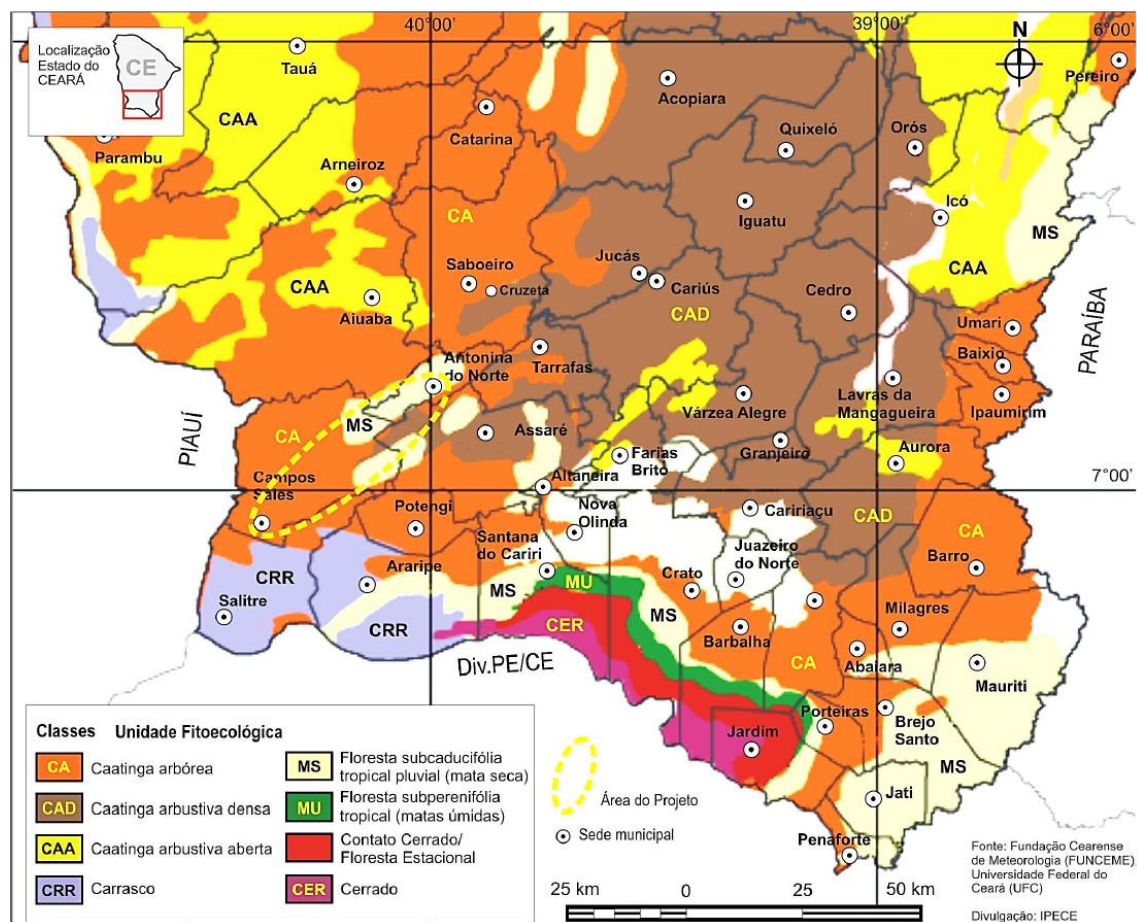 40°00'
39°00'
6°00'
Localização
Estado do
CEARÁ
CE
N
Tauá
Pereiro
Acopiara
CAA
Catarina
Quixeló
Orós
Parambu
Arneiroz
CA
Iguatu
Icó
MS
Saboeiro
Jucás
CAA
Cruzeta
Cariús
Cedro
CAA
Aiuaba
CAD
Umari
PARAÍBA
Antonina
do Norte
Tarrafas
Baixio
PIAUÍ
MS
CA
Assaré
Várzea Alegre
Lavras da
Mangagueira
Ipaumirim
Farias
Brito
Granjeiro
Aurora
Campos
Sales
Altaneira
7°00'
Potengi
Nova
Olinda
Caririaçu
CAD
CA
Santana
do Cariri
Juazeiro
do Norte
Barro
Araripe
CRR
MS
MU
Crato
Salitre
MS
Milagres
CRR
CER
Barbalha
CA
Abaiara
Div.PE/CE
Mauriti
Porteiras
Brejo
Santo
Jardim
MS
Jati
Penaforte
Classes Unidade Fitoecológica
CA Caatinga arbórea
CAD Caatinga arbustiva densa
CAA Caatinga arbustiva aberta
CRR Carrasco
MS Floresta subcaducifólia
tropical pluvial (mata seca)
MU Floresta subperenifólia
tropical (matas úmidas)
Contato Cerrado/
Floresta Estacional
CER Cerrado
Área do Projeto
Sede municipal
25 km 0 25 50 km
Fonte: Fundação Cearense
de Meteorologia (FUNCEME),
Universidade Federal do
Ceará (UFC)
Divulgação: IPECE